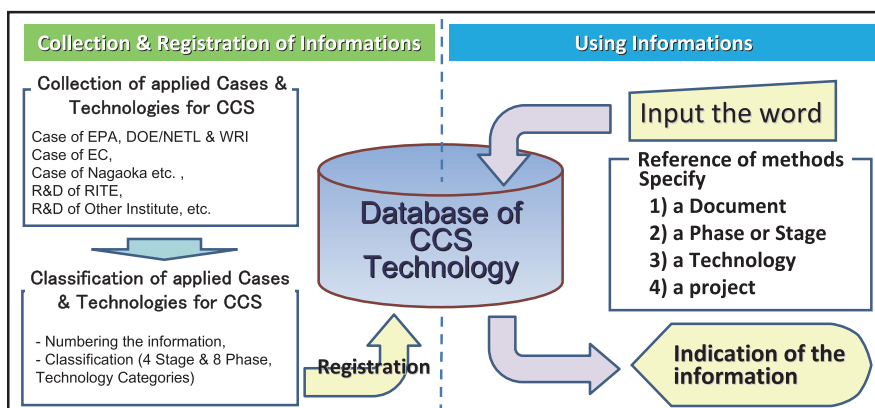 Collection & Registration of Informations
Collection of applied Cases &
Technologies for CCS
Case of EPA, DOE/NETL & WRI
Case of EC,
Case of Nagaoka etc. ,
R&D of RITE,
R&D of Other Institute, etc.
Classification of applied Cases
& Technologies for CCS
- Numbering the information,
- Classification (4 Stage & 8 Phase,
Technology Categories)
Registration
Database of
CCS
Technology
Using Informations
Input the word
Reference of methods
Specify
1) a Document
2) a Phase or Stage
3) a Technology
4) a project
Indication of the
information